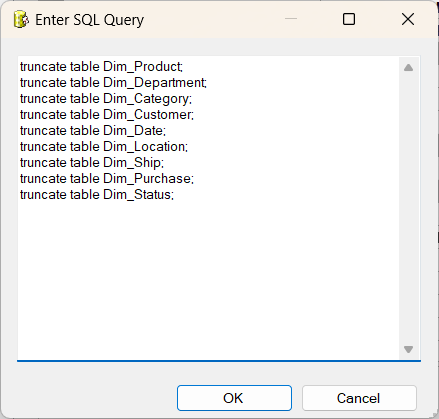 Enter SQL Query
truncate table Dim_Product;
truncate table Dim_Department;
truncate table Dim_Category;
truncate table Dim_Customer;
truncate table Dim_Date;
truncate table Dim_Location;
truncate table Dim_Ship;
truncate table Dim_Purchase;
truncate table Dim_Status;
OK Cancel